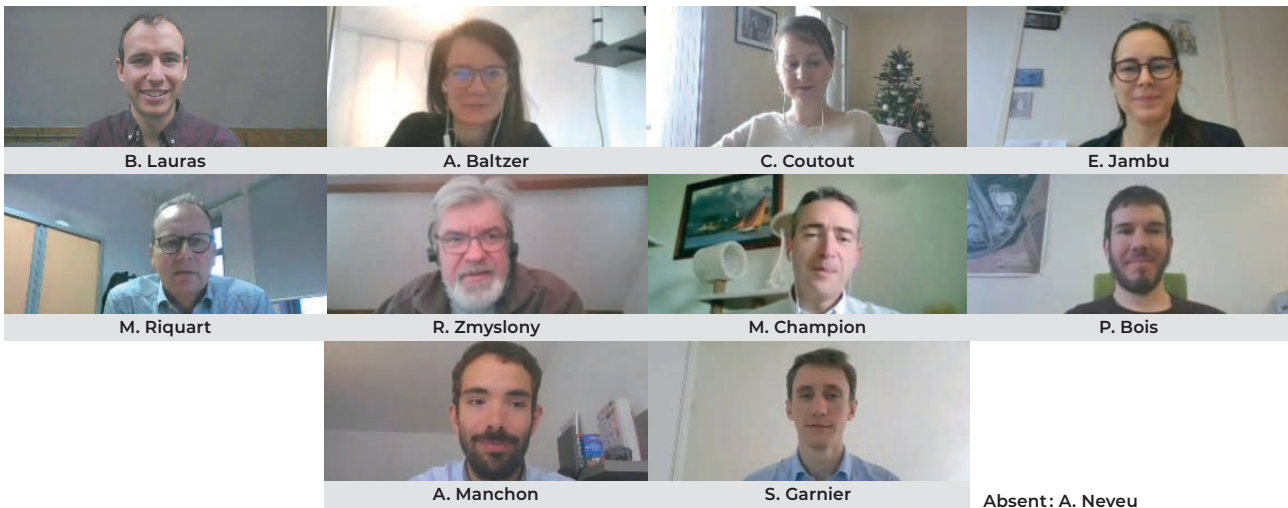 B. Lauras
A. Baltzer
C. Coutout
E. Jambu
M. Riquart
R. Zmyslony
M. Champion
P. Bois
A. Manchon
S. Garnier
Absent : A. Neveu